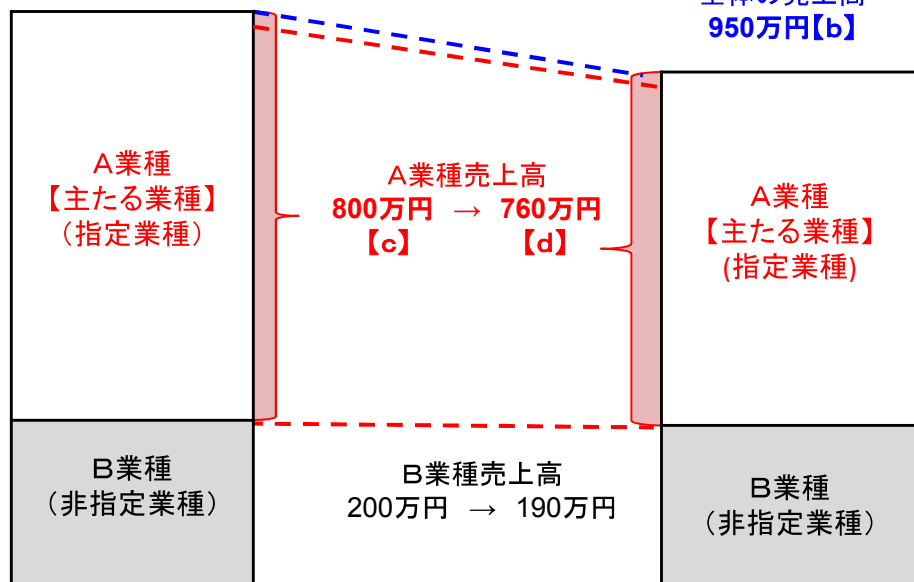 950万円【b】
A業種
【主たる業種】
（指定業種）
A業種売上高
800万円 → 760万円
【c】 【d】
A業種
【主たる業種】
(指定業種)
B業種
（非指定業種）
B業種売上高
200万円 → 190万円
B業種
（非指定業種）